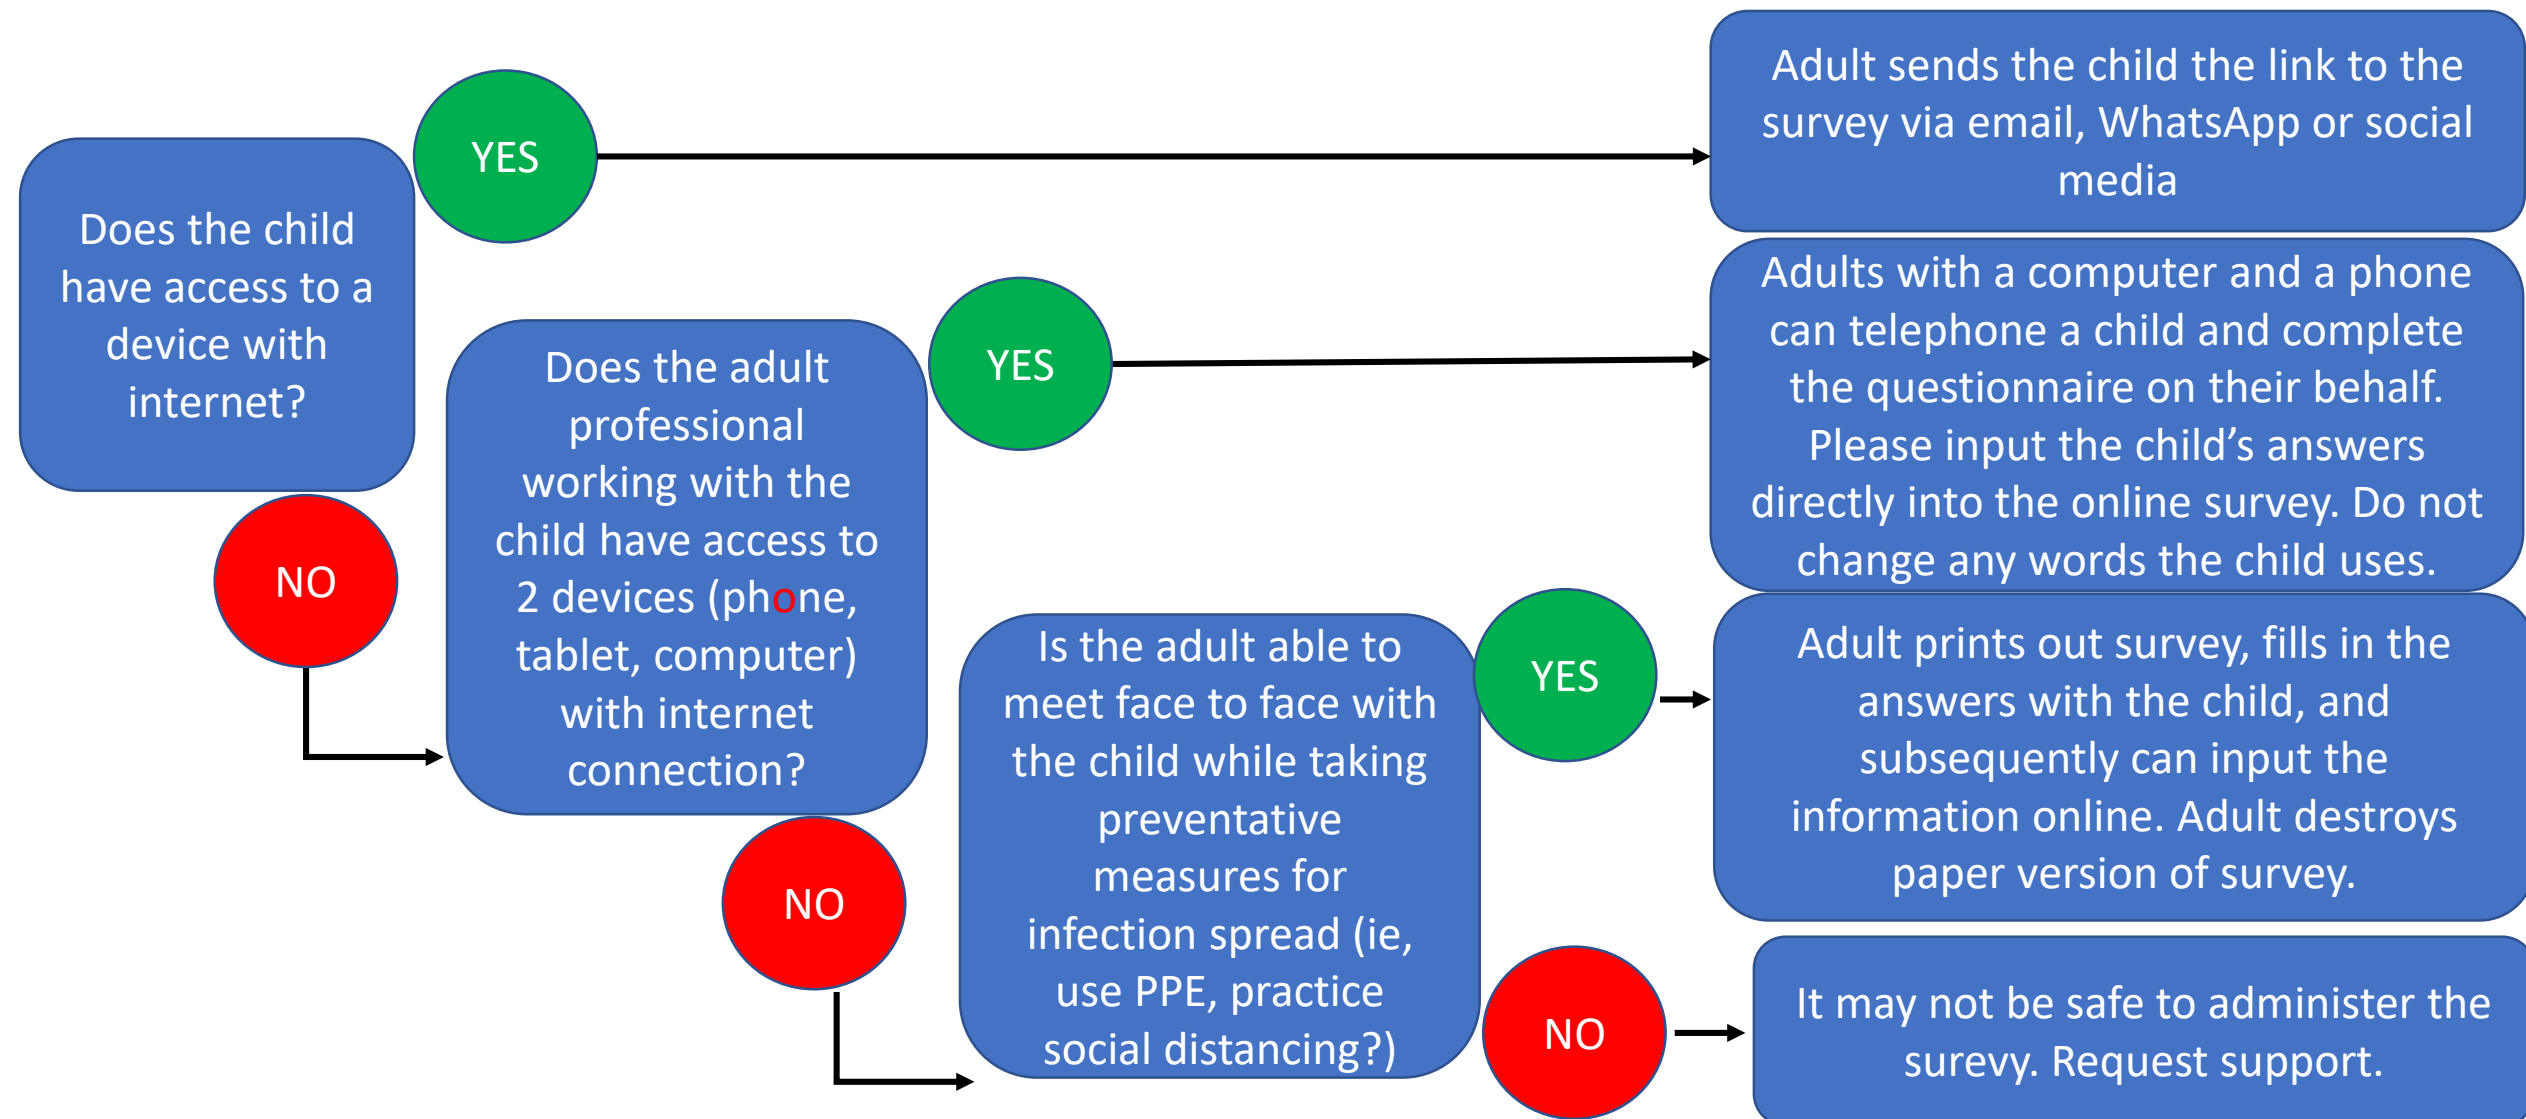 Does the child
have access to a
device with
internet?
YES
Adult sends the child the link to the
survey via email, WhatsApp or social
media
NO
Does the adult
professional
working with the
child have access to
2 devices (phone,
tablet, computer)
with internet
connection?
YES
Adults with a computer and a phone
can telephone a child and complete
the questionnaire on their behalf.
Please input the child’s answers
directly into the online survey. Do not
change any words the child uses.
NO
Is the adult able to
meet face to face with
the child while taking
preventative
measures for
infection spread (ie,
use PPE, practice
social distancing?)
YES
Adult prints out survey, fills in the
answers with the child, and
subsequently can input the
information online. Adult destroys
paper version of survey.
NO
It may not be safe to administer the
surevy. Request support.